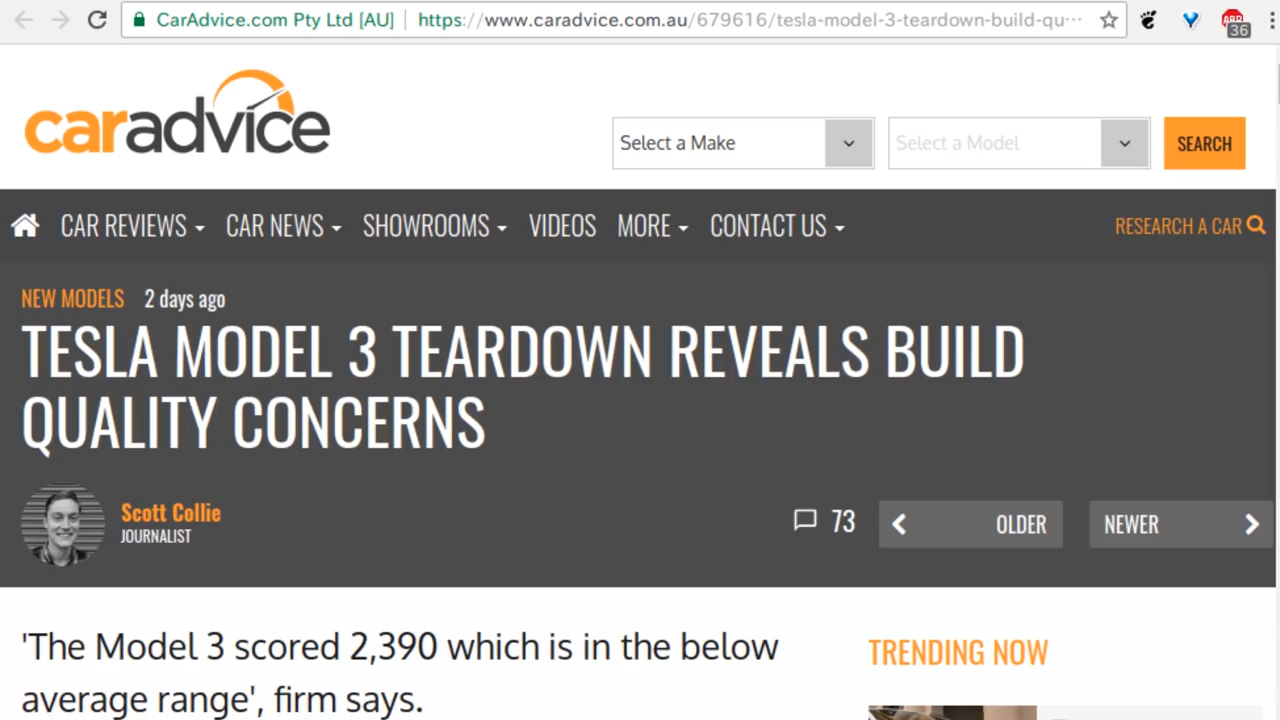 CarAdvice.com Pty Ltd [AU] https://www.caradvice.com.au/679616/tesla-model-3-teardown-build-qu···
ABP
36
caradvice
Select a Make
Select a Model
SEARCH
CAR REVIEWS
CAR NEWS
SHOWROOMS
VIDEOS
MORE
CONTACT US
RESEARCH A CAR
NEW MODELS 2 days ago
TESLA MODEL 3 TEARDOWN REVEALS BUILD
QUALITY CONCERNS
Scott Collie
JOURNALIST
73
OLDER
NEWER
'The Model 3 scored 2,390 which is in the below
average range', firm says.
TRENDING NOW